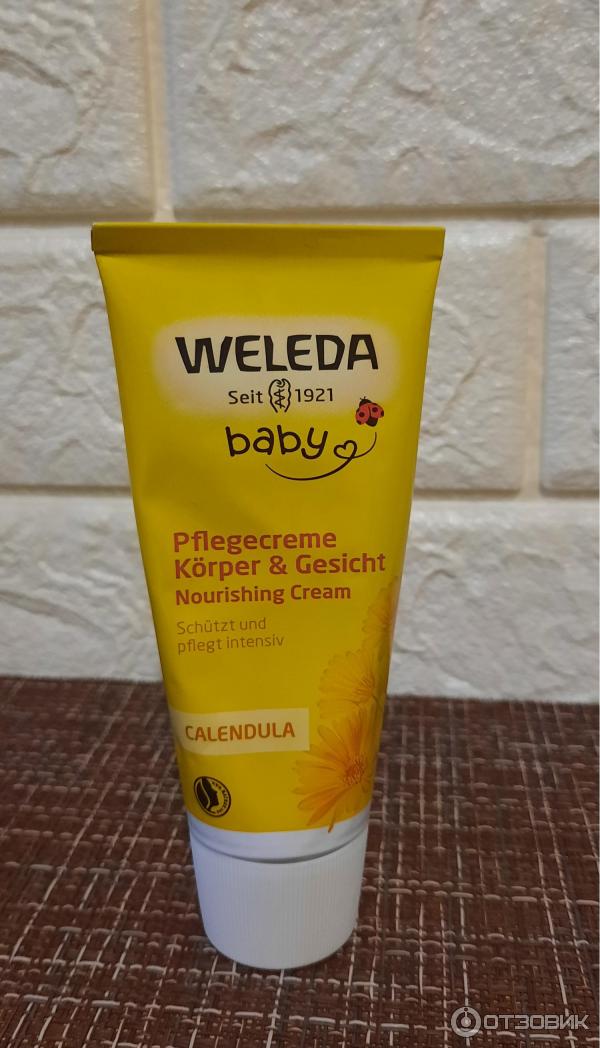 WELEDA
Seit 1921
baby
Pflegecreme
Körper & Gesicht
Nourishing Cream
Schützt und
pflegt intensiv
CALENDULA
ОТЗОВИК